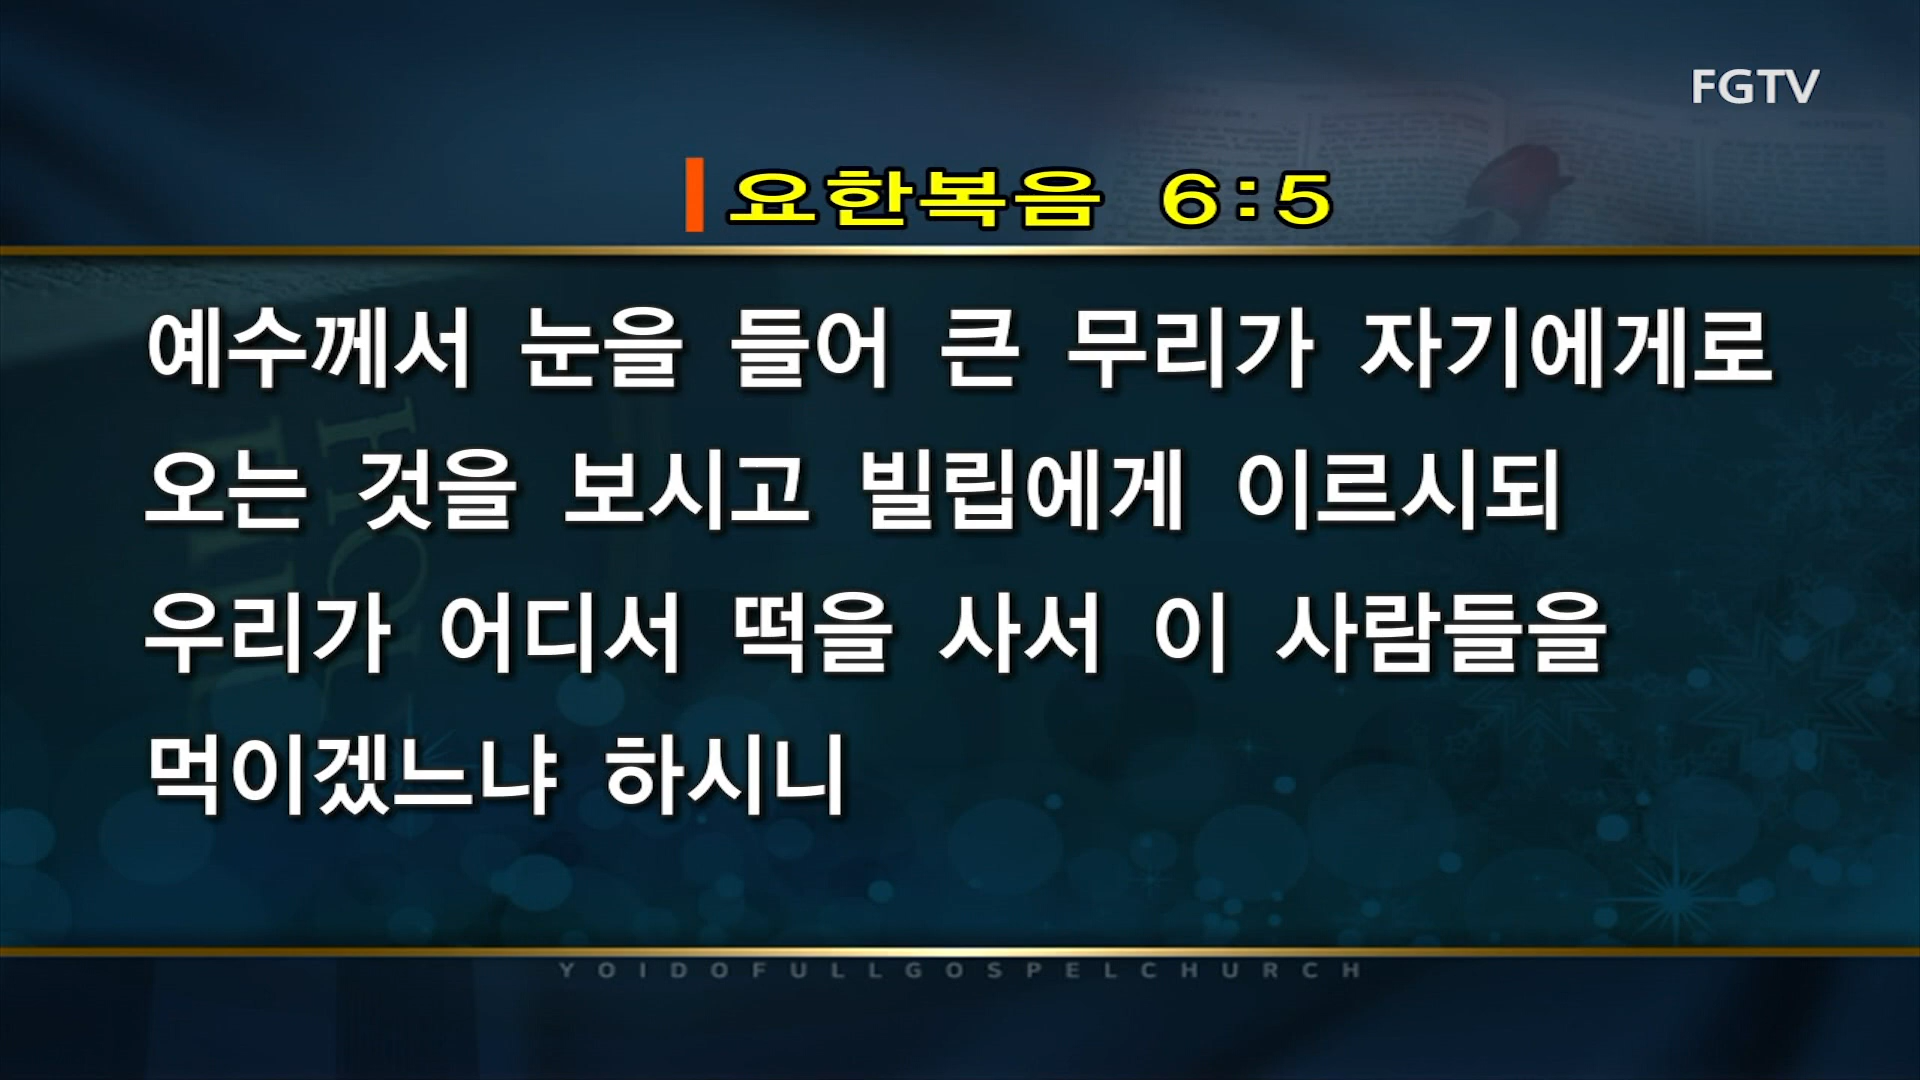 FGTV
요한복음 6:5
예수께서 눈을 들어 큰 무리가 자기에게로
오는 것을 보시고 빌립에게 이르시되
우리가 어디서 떡을 사서 이 사람들을
먹이겠느냐 하시니
YOIDOFULLGOSPELCHURCH